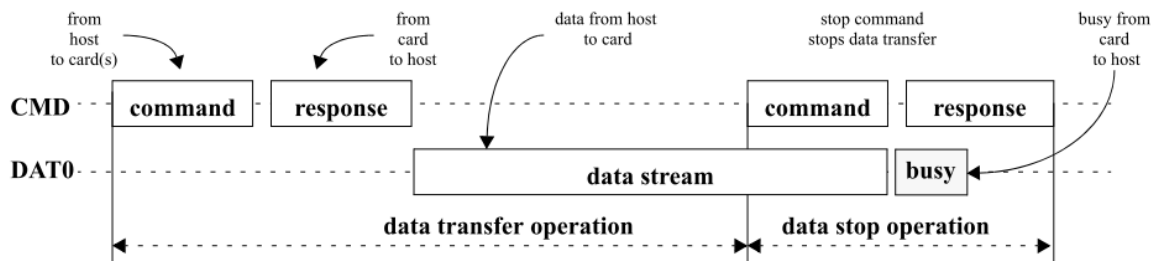 from
host
to card(s)
from
card
to host
data from host
to card
stop command
stops data transfer
busy from
card
to host
CMD
command
response
command
response
DAT0
data stream
busy
data transfer operation
data stop operation